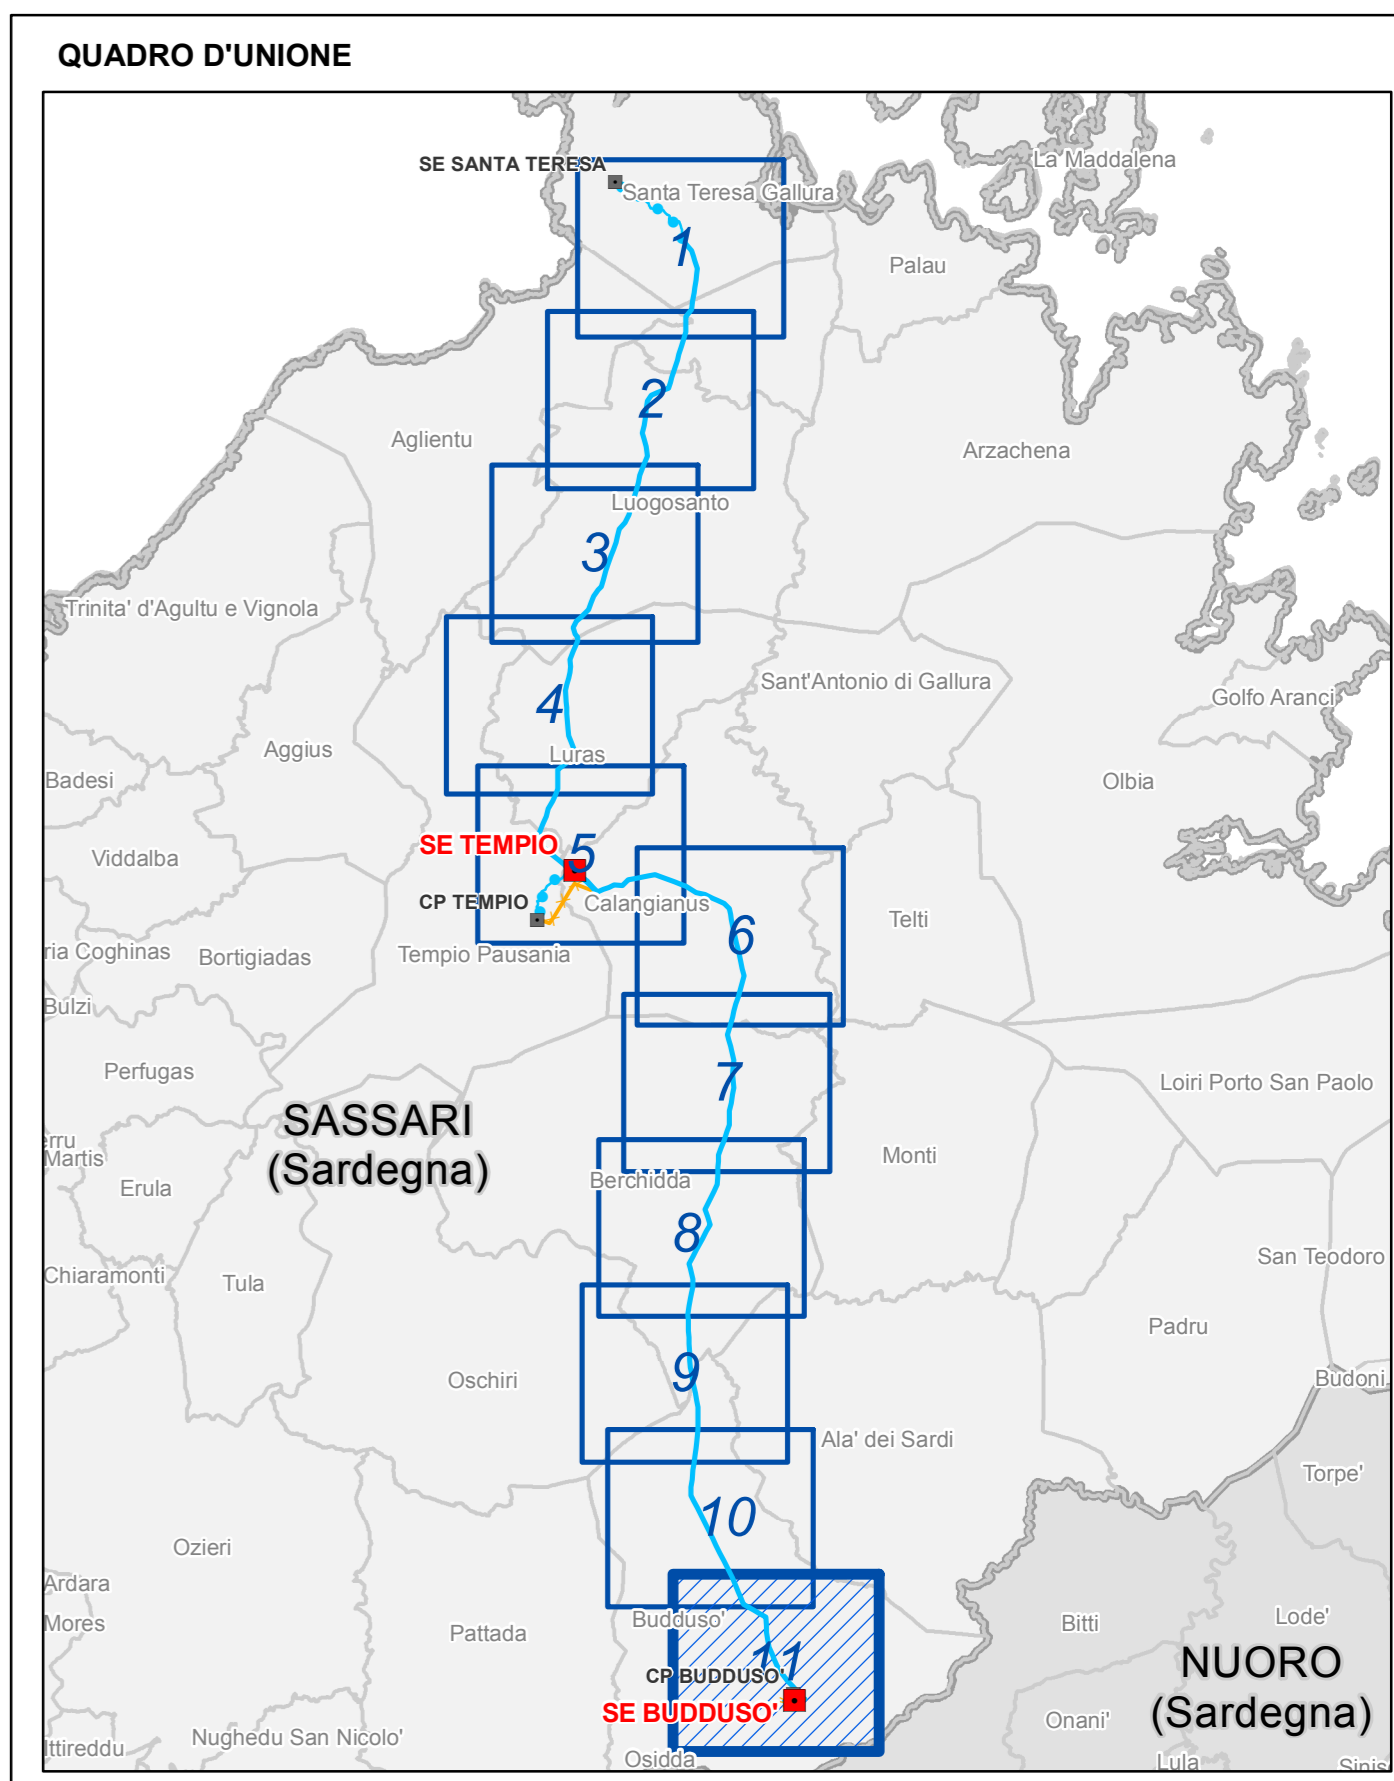 QUADRO D'UNIONE
La Maddalena
SE SANTA TERESA
Santa Teresa Gallura
1
Palau
2
Aglientu
Arzachena
Luogosanto
3
Trinita' d'Agultu e Vignola
Sant'Antonio di Gallura
Golfo Aranci
4
Aggius
Luras
Badesi
Olbia
SE TEMPIO
5
Viddalba
CP TEMPIO
Calangianus
Telti
6
ria Coghinas
Bortigiadas
Tempio Pausania
Bulzi
Perfugas
7
Loiri Porto San Paolo
SASSARI
(Sardegna)
erru
Martis
Monti
Erula
Berchidda
8
San Teodoro
Chiaramonti
Tula
Padru
9
Oschiri
Budoni
Ala' dei Sardi
Torpe'
10
Ozieri
Ardara
Mores
Budduso'
Bitti
Lode'
Pattada
11
CP BUDDUSO'
NUORO
(Sardegna)
SE BUDDUSO'
Onani'
Nughedu San Nicolo'
Ittireddu
Osidda
Lula
Sinis